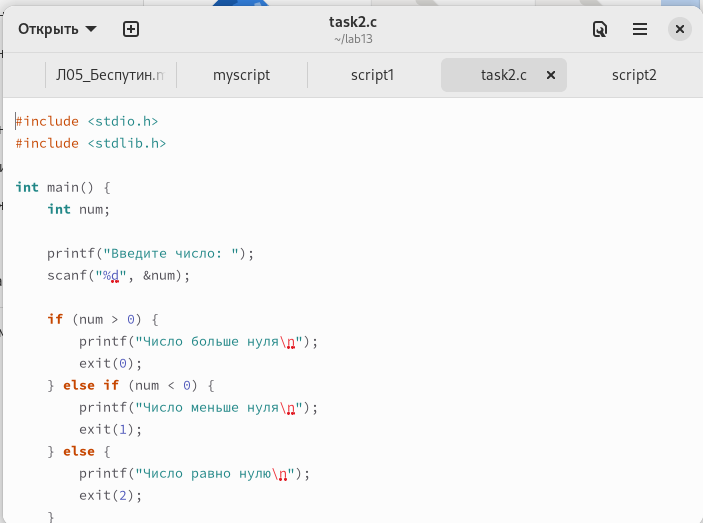 Открыть
task2.c
~/lab13
Л05_Беспутин.m
myscript
script1
task2.c
script2
#include <stdio.h>
#include <stdlib.h>
int main() {
    int num;
    printf("Введите число: ");
    scanf("%d", &num);
    if (num > 0) {
        printf("Число больше нуля\n");
        exit(0);
    } else if (num < 0) {
        printf("Число меньше нуля\n");
        exit(1);
    } else {
        printf("Число равно нулю\n");
        exit(2);
    }